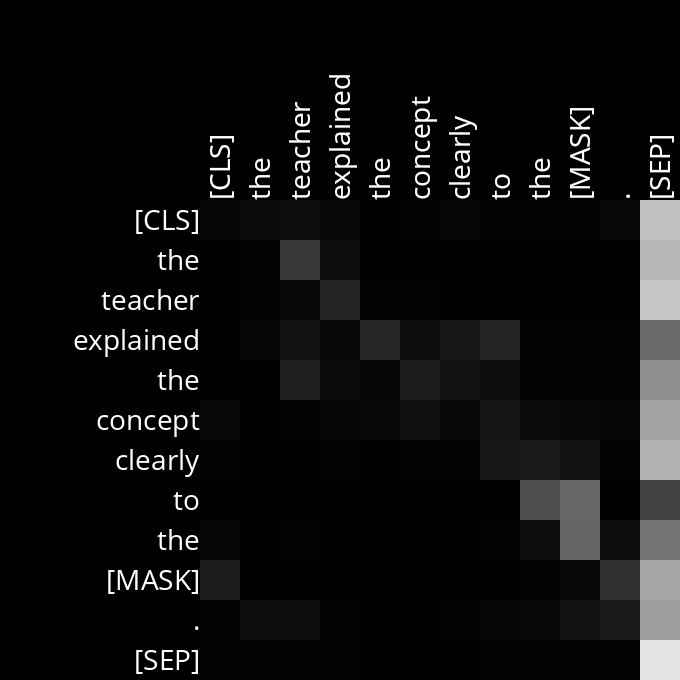 [CLS]
the
teacher
explained
the
concept
clearly
to
the
[MASK]
.
[SEP]
[CLS]
the
teacher
explained
the
concept
clearly
to
the
[MASK]
.
[SEP]